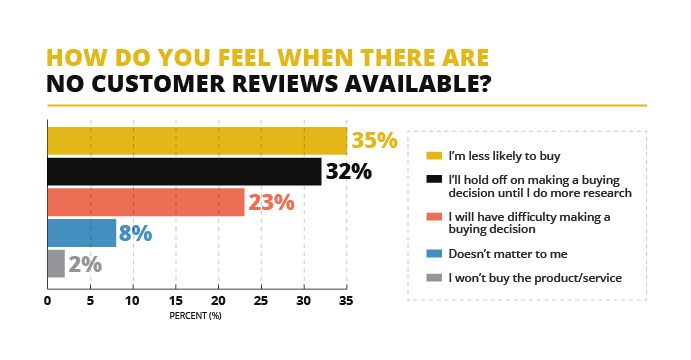 HOW DO YOU FEEL WHEN THERE ARE
NO CUSTOMER REVIEWS AVAILABLE?
35%
32%
23%
8%
2%
0 5 10 15 20 25 30 35
PERCENT (%)
I’m less likely to buy
I’ll hold off on making a buying
decision until I do more research
I will have difficulty making a
buying decision
Doesn’t matter to me
I won’t buy the product/service